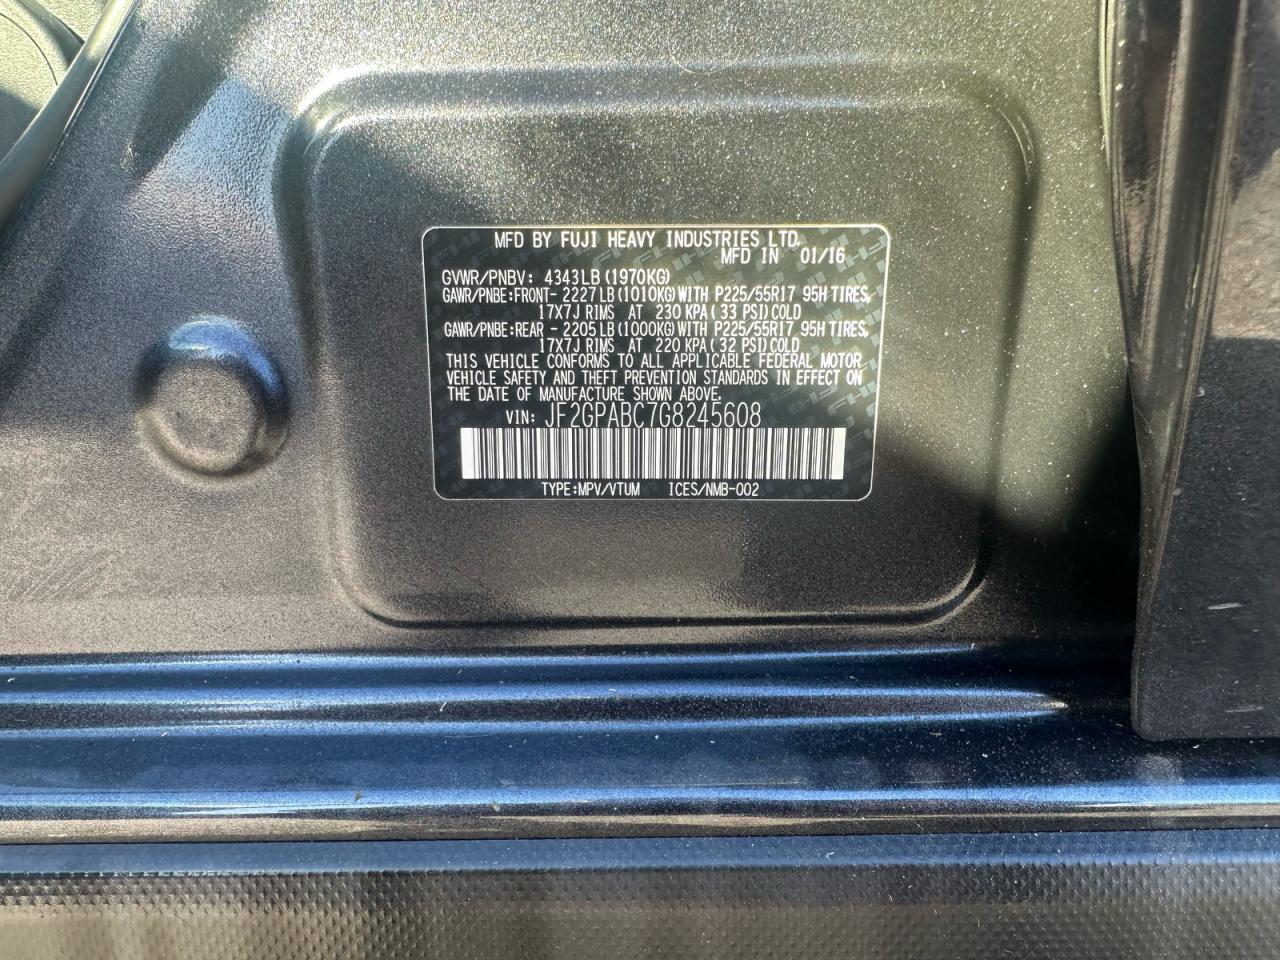 MFD BY FUJI HEAVY INDUSTRIES LTD.
MFD IN 01/16
GVWR/PNBV: 4343LB(1970KG)
GAWR/PNBE:FRONT- 2227LB(1010KG)WITH P225/55R17 95H TIRES,
17X7J RIMS AT 230 KPA(33 PSI)COLD
GAWR/PNBE:REAR - 2205LB(1000KG)WITH P225/55R17 95H TIRES,
17X7J RIMS AT 220 KPA(32 PSI)COLD
THIS VEHICLE CONFORMS TO ALL APPLICABLE FEDERAL MOTOR
VEHICLE SAFETY AND THEFT PREVENTION STANDARDS IN EFFECT ON
THE DATE OF MANUFACTURE SHOWN ABOVE.
VIN: JF2GPABC7G8245608
TYPE:MPV/VTUM ICES/NMB-002